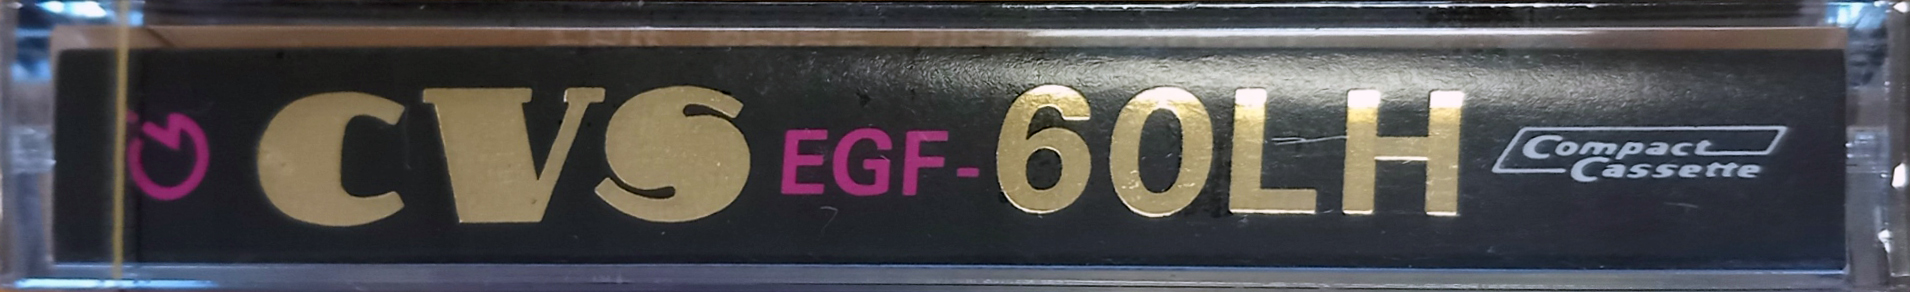 CVS EGF-60LH Compact Cassette